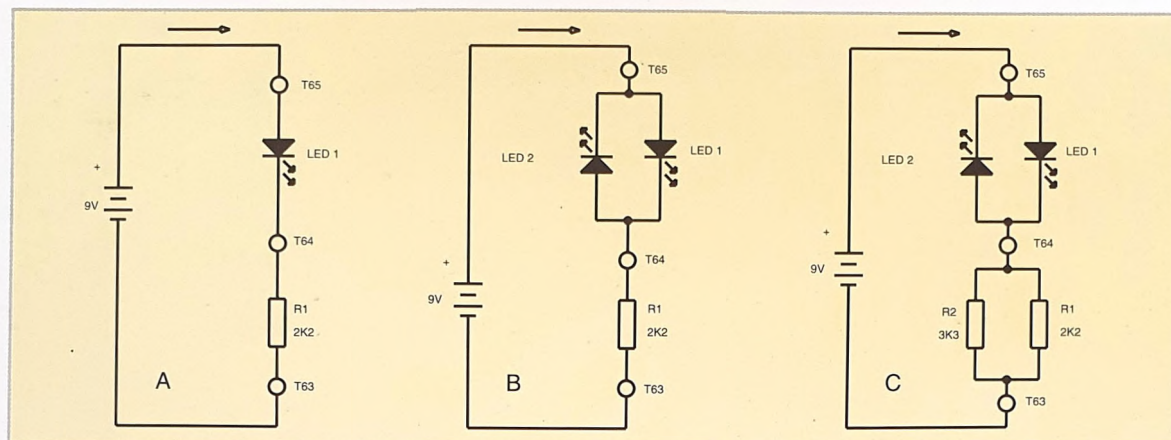 T65
LED 1
+
9V
T64
R1
2K2
A
T63
T65
LED 2
LED 1
+
9V
T64
R1
2K2
B
T63
T65
LED 2
LED 1
+
9V
T64
R2
3K3
R1
2K2
C
T63